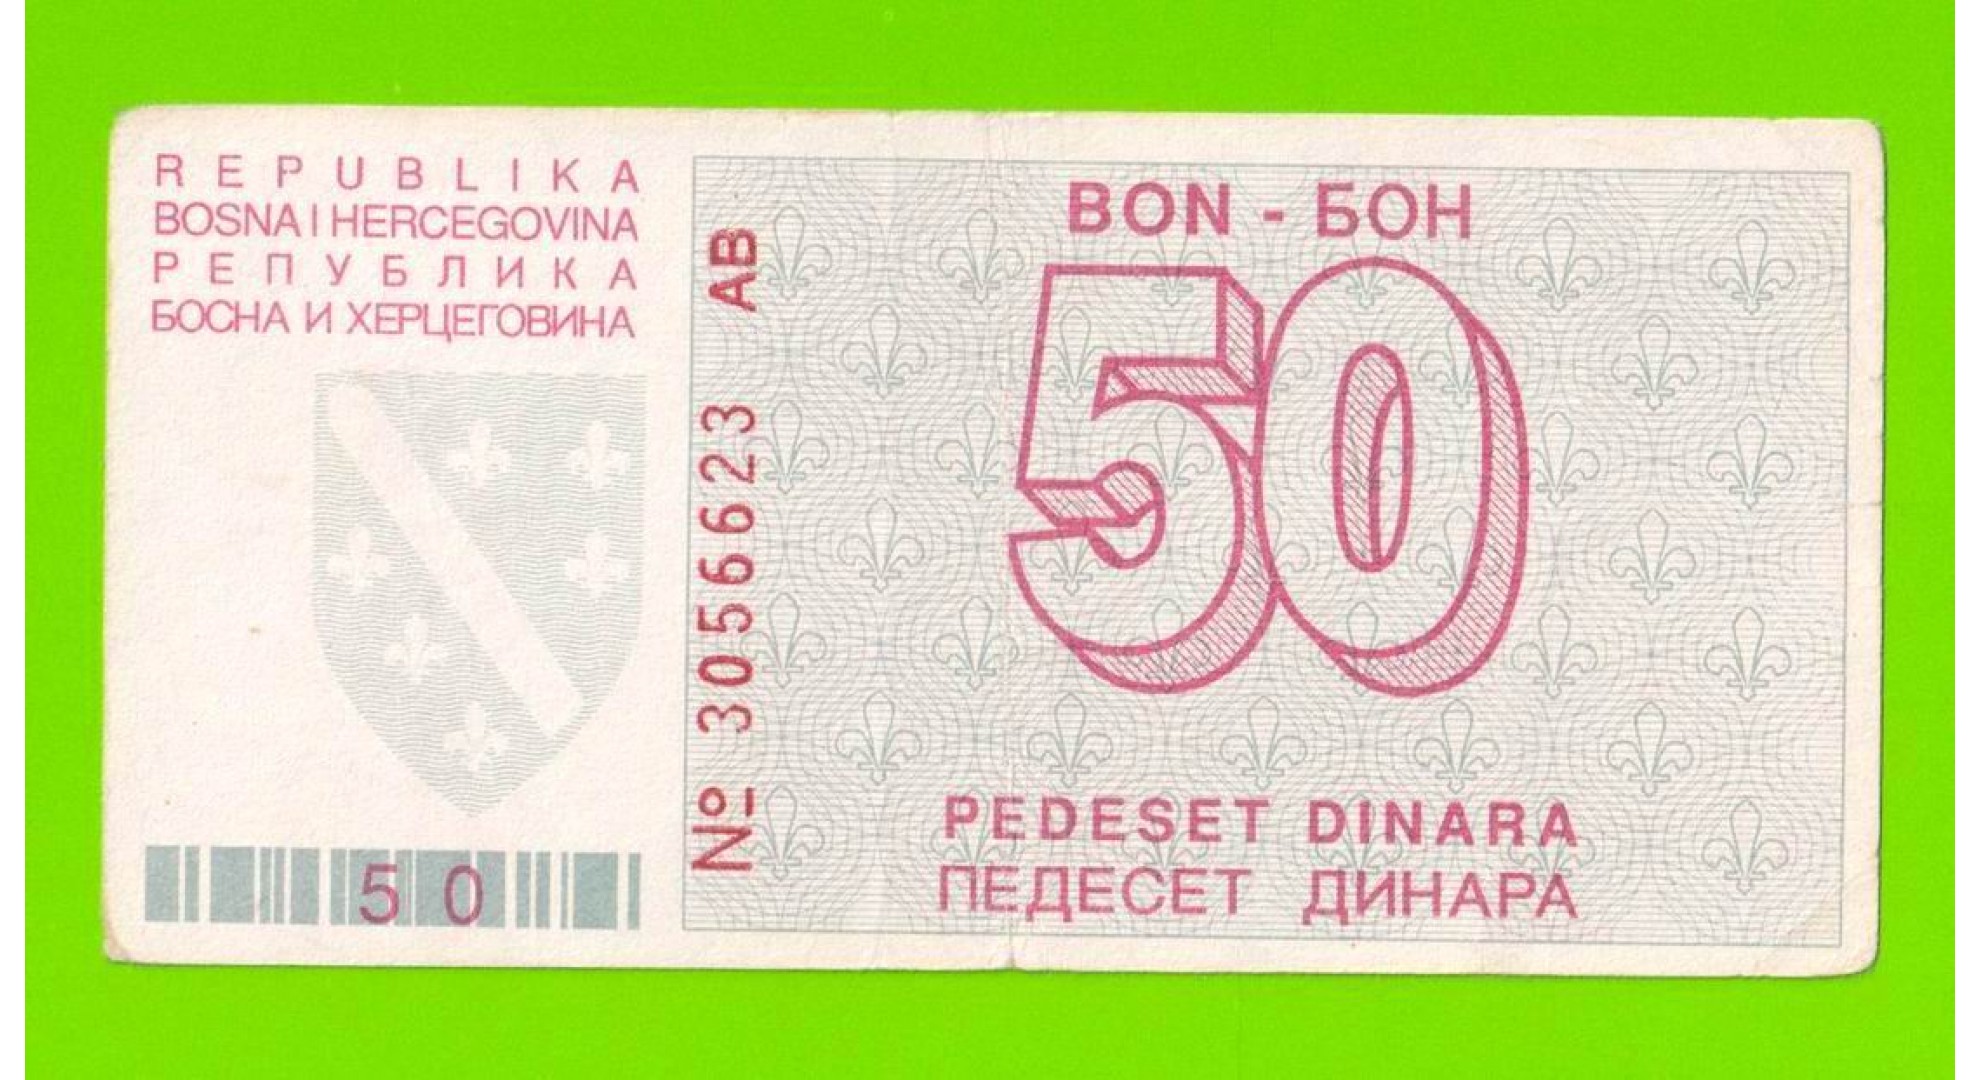 REPUBLIKA
BOSNA I HERCEGOVINA
РЕПУБЛИКА
БОСНА И ХЕРЦЕГОВИНА
50
№ 3056623 AB
BON - БОН
50
PEDESET DINARA
ПЕДЕСЕТ ДИНАРА